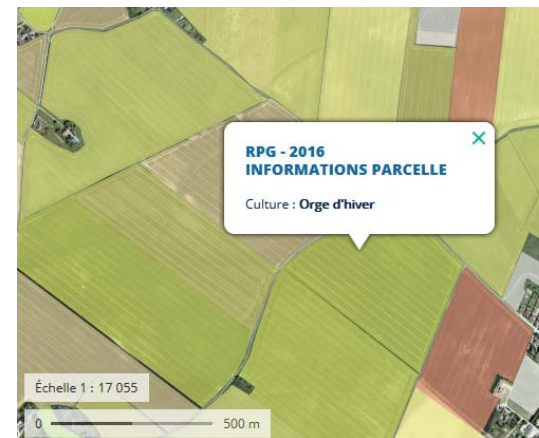 RPG - 2016
INFORMATIONS PARCELLE
Culture : Orge d'hiver
Échelle 1 : 17 055
0 500 m